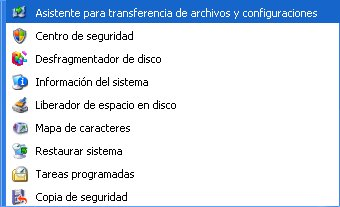 Asistente para transferencia de archivos y configuraciones
Centro de seguridad
Desfragmentador de disco
Información del sistema
Liberador de espacio en disco
Mapa de caracteres
Restaurar sistema
Tareas programadas
Copia de seguridad